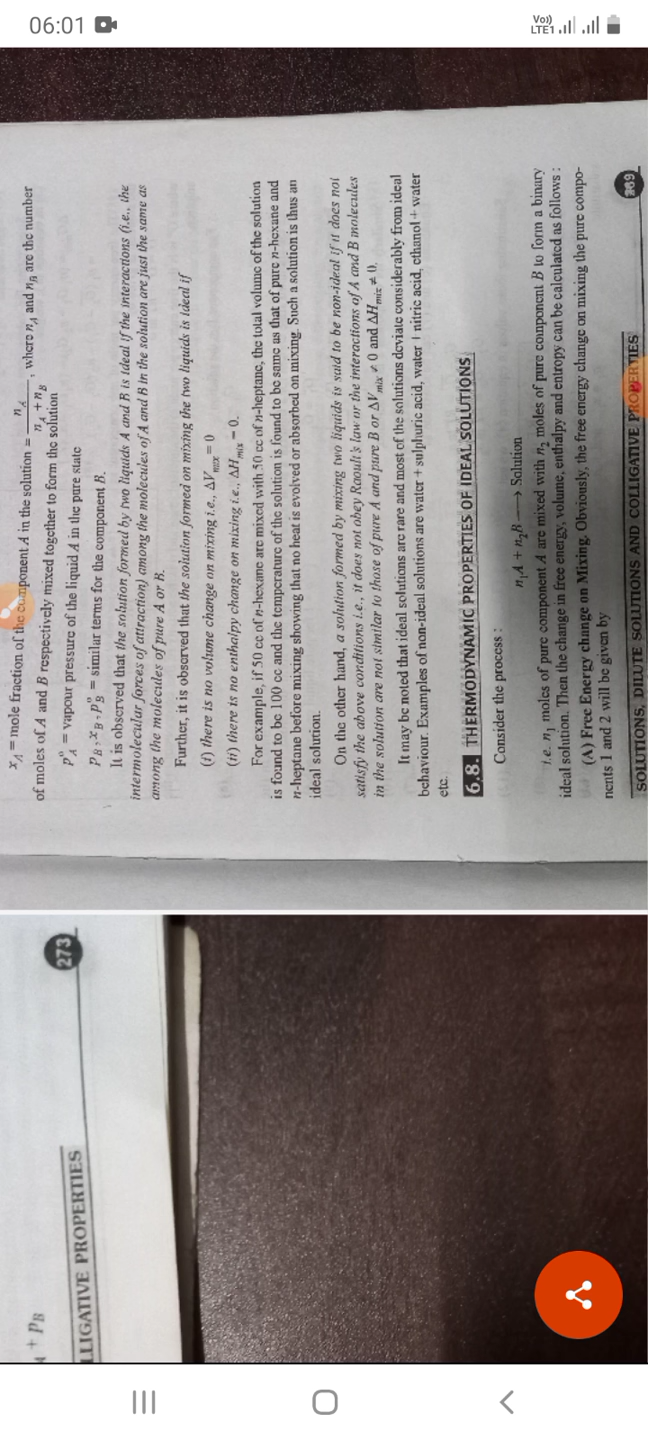 06:01
Vo))
LTE1
x_A = mole fraction of the component A in the solution = n_A / (n_A + n_B), where n_A and n_B are the number
of moles of A and B respectively mixed together to form the solution
p°_A = vapour pressure of the liquid A in the pure state
p_B, x_B, p°_B = similar terms for the component B.
It is observed that the solution formed by two liquids A and B is ideal if the interactions (i.e., the
intermolecular forces of attraction) among the molecules of A and B in the solution are just the same as
among the molecules of pure A or B.
Further, it is observed that the solution formed on mixing the two liquids is ideal if
(i) there is no volume change on mixing i.e., ΔV_mix = 0
(ii) there is no enthalpy change on mixing i.e., ΔH_mix = 0.
For example, if 50 cc of n-hexane are mixed with 50 cc of n-heptane, the total volume of the solution
is found to be 100 cc and the temperature of the solution is found to be same as that of pure n-hexane and
n-heptane before mixing showing that no heat is evolved or absorbed on mixing. Such a solution is thus an
ideal solution.
On the other hand, a solution formed by mixing two liquids is said to be non-ideal if it does not
satisfy the above conditions i.e.: it does not obey Raoult's law or the interactions of A and B molecules
in the solution are not similar to those of pure A and pure B or ΔV_mix ≠ 0 and ΔH_mix ≠ 0.
It may be noted that ideal solutions are rare and most of the solutions deviate considerably from ideal
behaviour. Examples of non-ideal solutions are water + sulphuric acid, water + nitric acid, ethanol + water
etc.
6.8. THERMODYNAMIC PROPERTIES OF IDEAL SOLUTIONS
Consider the process :
n₁A + n₂B ⟶ Solution
i.e. n₁ moles of pure component A are mixed with n₂ moles of pure component B to form a binary
ideal solution. Then the change in free energy, volume, enthalpy and entropy can be calculated as follows :
(A) Free Energy change on Mixing. Obviously, the free energy change on mixing the pure compo-
nents 1 and 2 will be given by
SOLUTIONS, DILUTE SOLUTIONS AND COLLIGATIVE PROPERTIES 269
+ PB
LLIGATIVE PROPERTIES 273